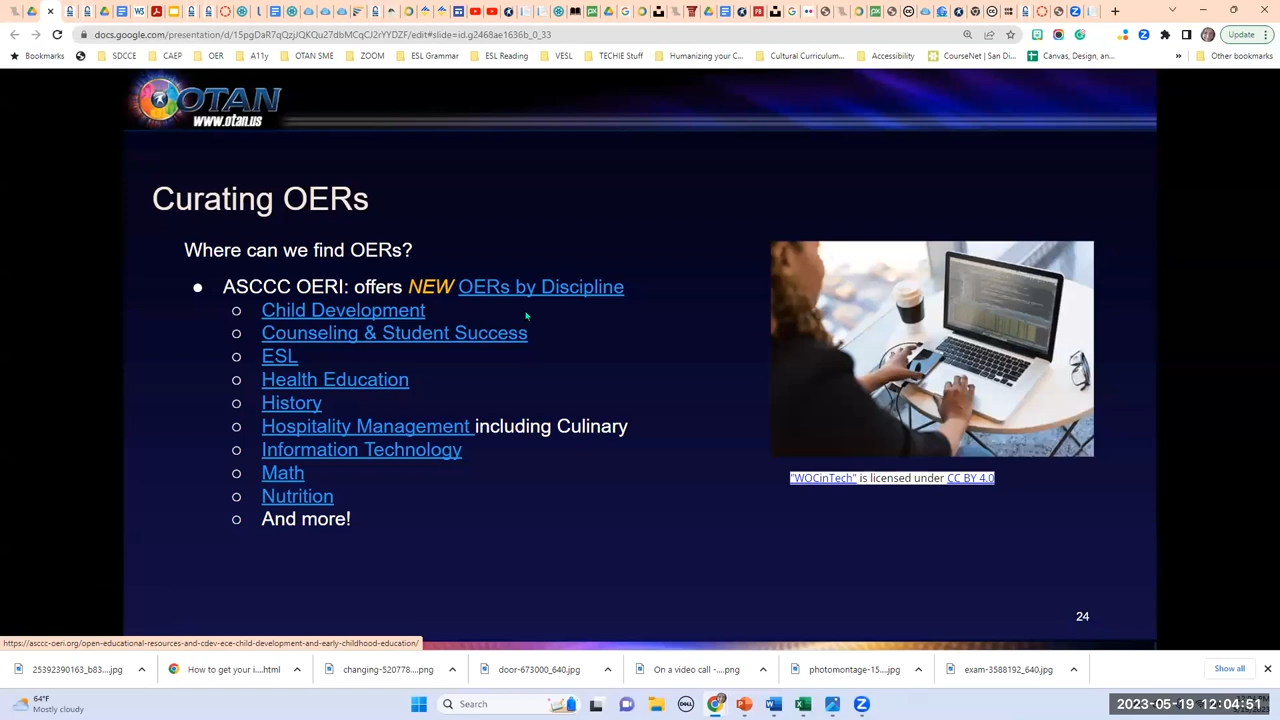 docs.google.com/presentation/d/15pgDaR7qQzjJQKQu27dbMCqCJ2rYYDZF/edit#slide=id.g2468ae1636b_0_33
Update
Bookmarks
SDCCE
CAEP
OER
A11y
OTAN SME
ZOOM
ESL Grammar
ESL Reading
VESL
TECHIE Stuff
Humanizing your C...
Cultural Curriculum...
Accessibility
CourseNet (San Di...
Canvas, Design, an...
Other bookmarks
OTAN
www.otan.us
Curating OERs
Where can we find OERs?
● ASCCC OERI: offers NEW OERs by Discipline
○ Child Development
○ Counseling & Student Success
○ ESL
○ Health Education
○ History
○ Hospitality Management including Culinary
○ Information Technology
○ Math
○ Nutrition
○ And more!
"WOCinTech" is licensed under CC BY 4.0
24
https://asccc-oeri.org/open-educational-resources-and-cdev-ece-child-development-and-early-childhood-education/
25392390163_b83....jpg
How to get your i....html
changing-520778...png
door-673000_640.jpg
On a video call -....png
photomontage-15....jpg
exam-3588192_640.jpg
Show all
64°F
Mostly cloudy
Search
2023-05-19 12:04:51